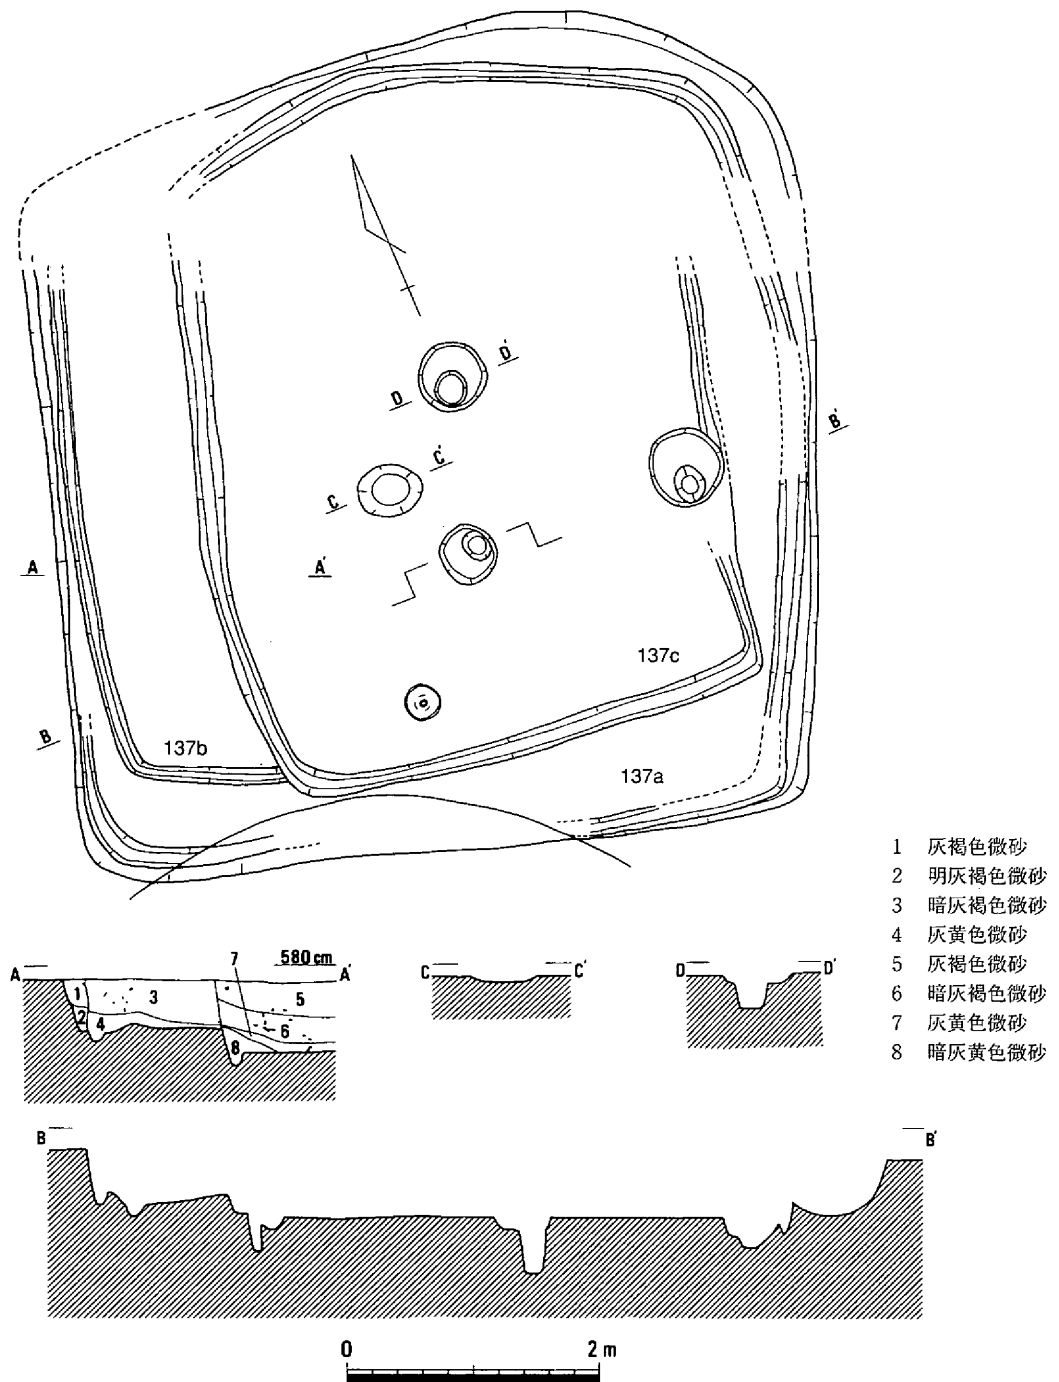 D D'
C C'
B'
A A'
137c
B
137b
137a
1 灰褐色微砂
2 明灰褐色微砂
3 暗灰褐色微砂
4 灰黄色微砂
5 灰褐色微砂
6 暗灰褐色微砂
7 灰黄色微砂
8 暗灰黄色微砂
A 7 580cm A'
1 3 5
2 4 6
8
C C'
D D'
B B'
0 2 m